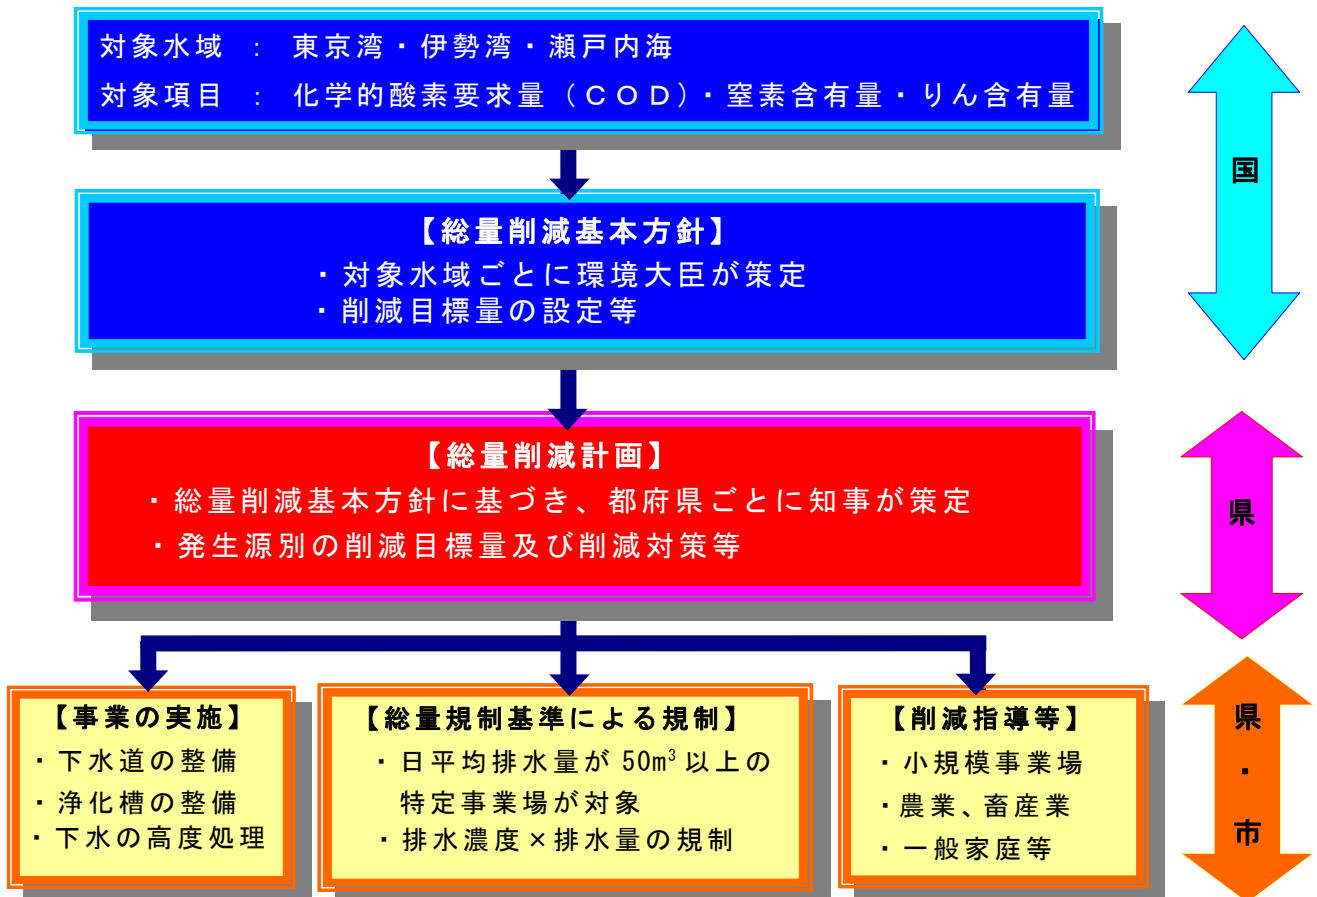 対象水域 : 東京湾・伊勢湾・瀬戸内海
対象項目 : 化学的酸素要求量（ＣＯＤ）・窒素含有量・りん含有量
国
【総量削減基本方針】
・対象水域ごとに環境大臣が策定
・削減目標量の設定等
【総量削減計画】
・総量削減基本方針に基づき、都府県ごとに知事が策定
・発生源別の削減目標量及び削減対策等
県
【事業の実施】
・下水道の整備
・浄化槽の整備
・下水の高度処理
【総量規制基準による規制】
・日平均排水量が 50m³ 以上の
特定事業場が対象
・排水濃度×排水量の規制
【削減指導等】
・小規模事業場
・農業、畜産業
・一般家庭等
県
・
市